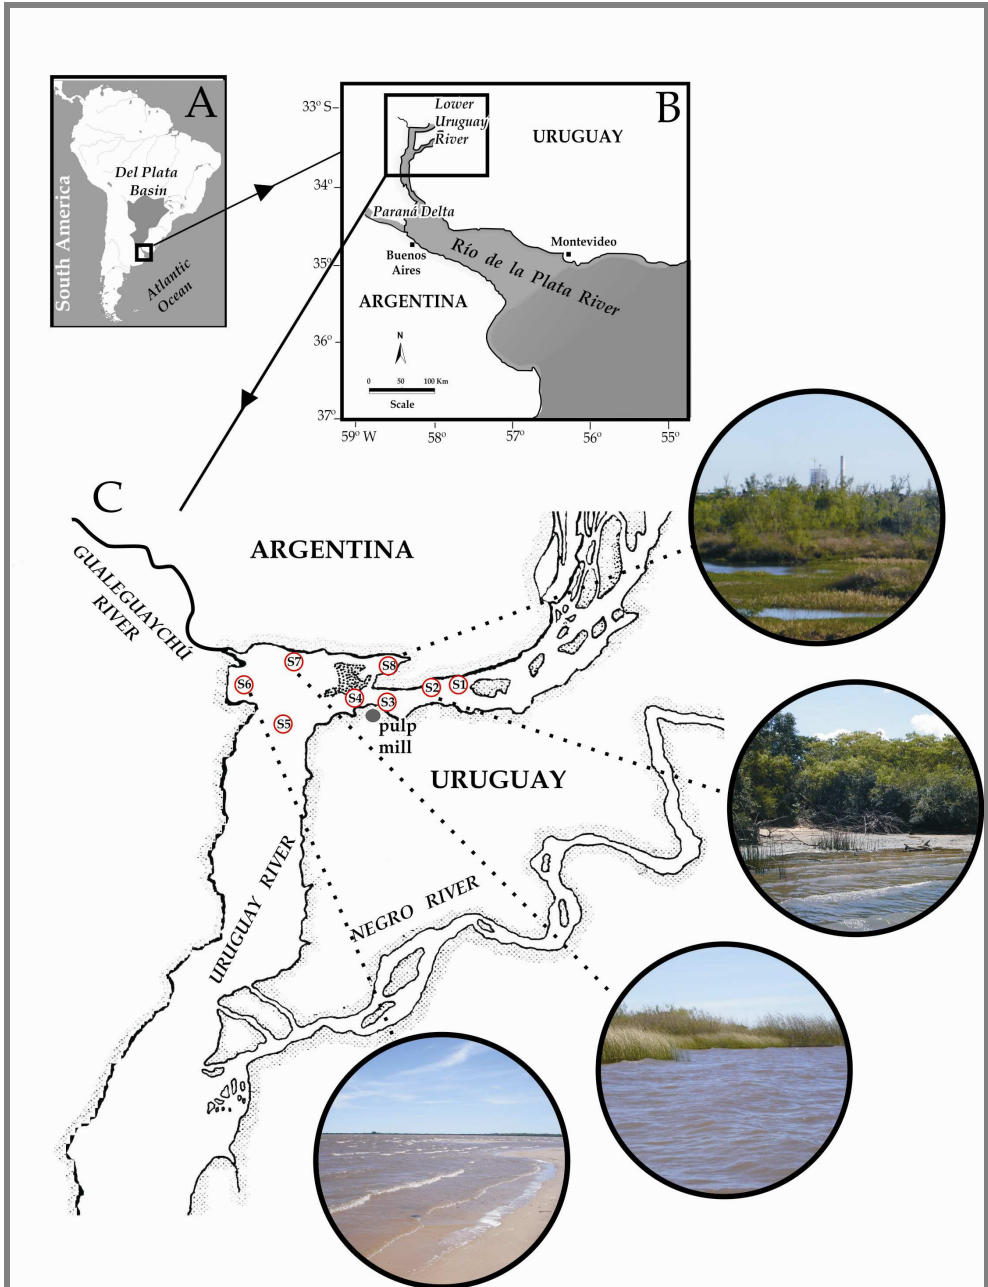 A
South America
Del Plata
Basin
Atlantic
Ocean
B
33° S
34°
35°
36°
37°
59° W
58°
57°
56°
55°
Lower
Uruguay
River
URUGUAY
Paraná Delta
Buenos
Aires
Montevideo
Río de la Plata River
ARGENTINA
N
0 50 100 Km
Scale
C
ARGENTINA
GUALEGUAYCHÚ
RIVER
S7
S8
S6
S2
S1
S4
S3
S5
pulp
mill
URUGUAY
URUGUAY RIVER
NEGRO RIVER